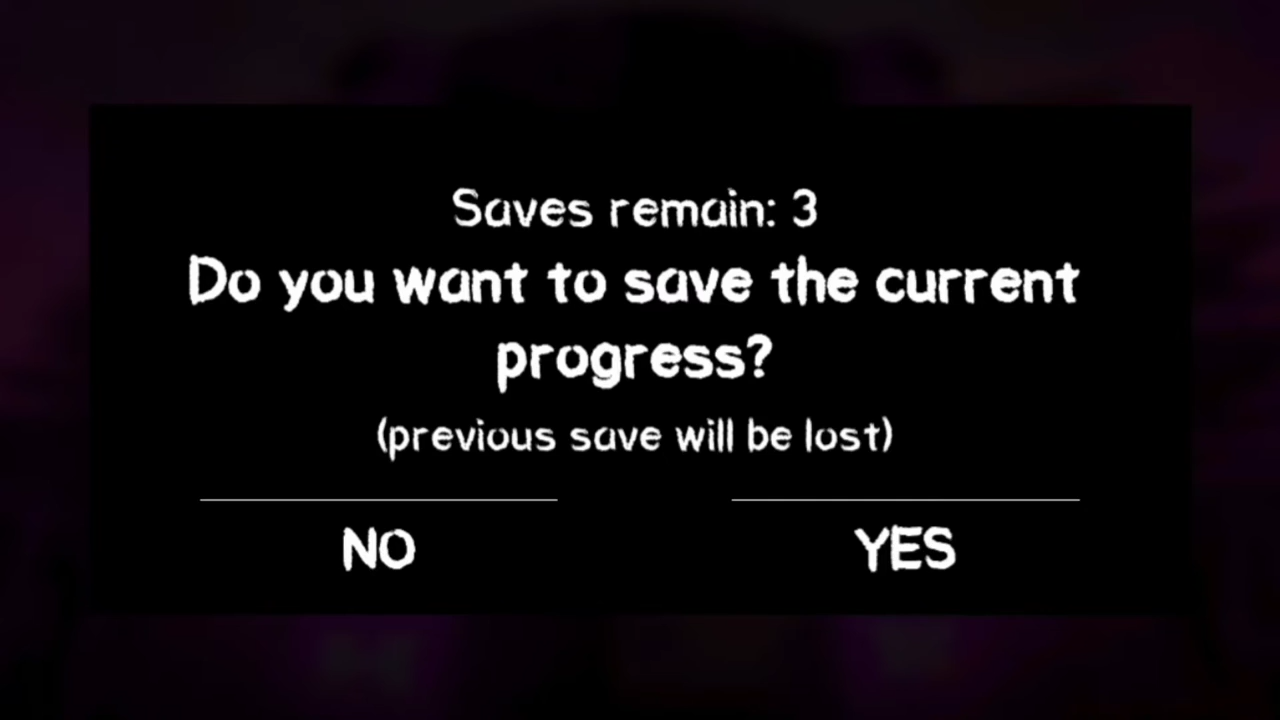 Saves remain: 3
Do you want to save the current
progress?
(previous save will be lost)
NO
YES